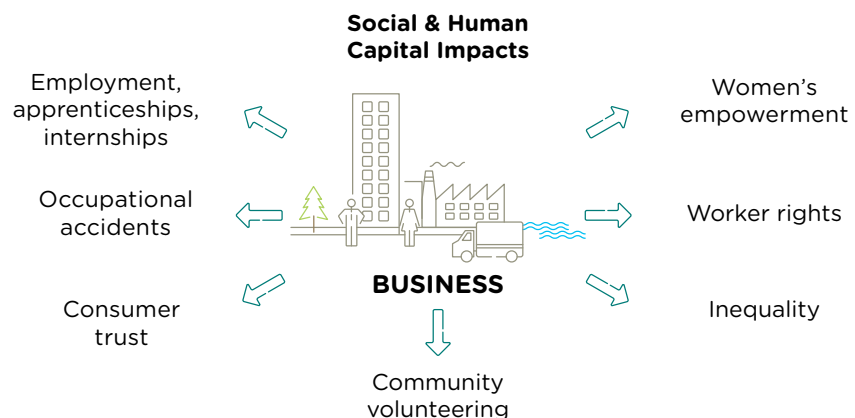 Social & Human
Capital Impacts
Employment,
apprenticeships,
internships
Women's
empowerment
Occupational
accidents
Worker rights
BUSINESS
Consumer
trust
Inequality
Community
volunteering